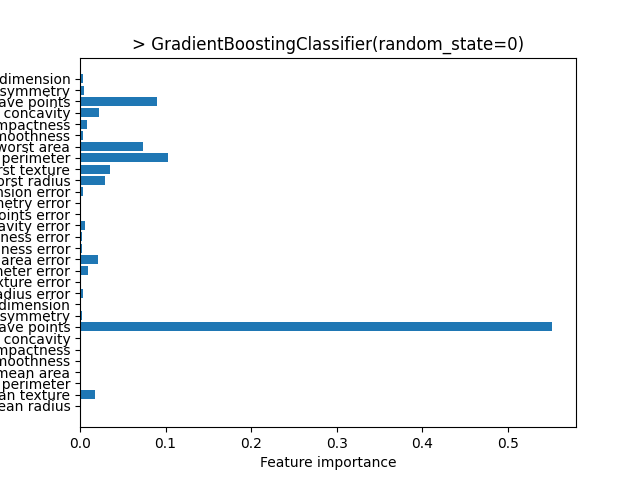 > GradientBoostingClassifier(random_state=0)
dimension
symmetry
ave points
concavity
mpactness
moothness
worst area
perimeter
rst texture
orst radius
nsion error
metry error
oints error
avity error
ness error
ness error
area error
meter error
xture error
adius error
dimension
symmetry
ave points
concavity
mpactness
moothness
mean area
perimeter
an texture
ean radius
0.0 0.1 0.2 0.3 0.4 0.5
Feature importance